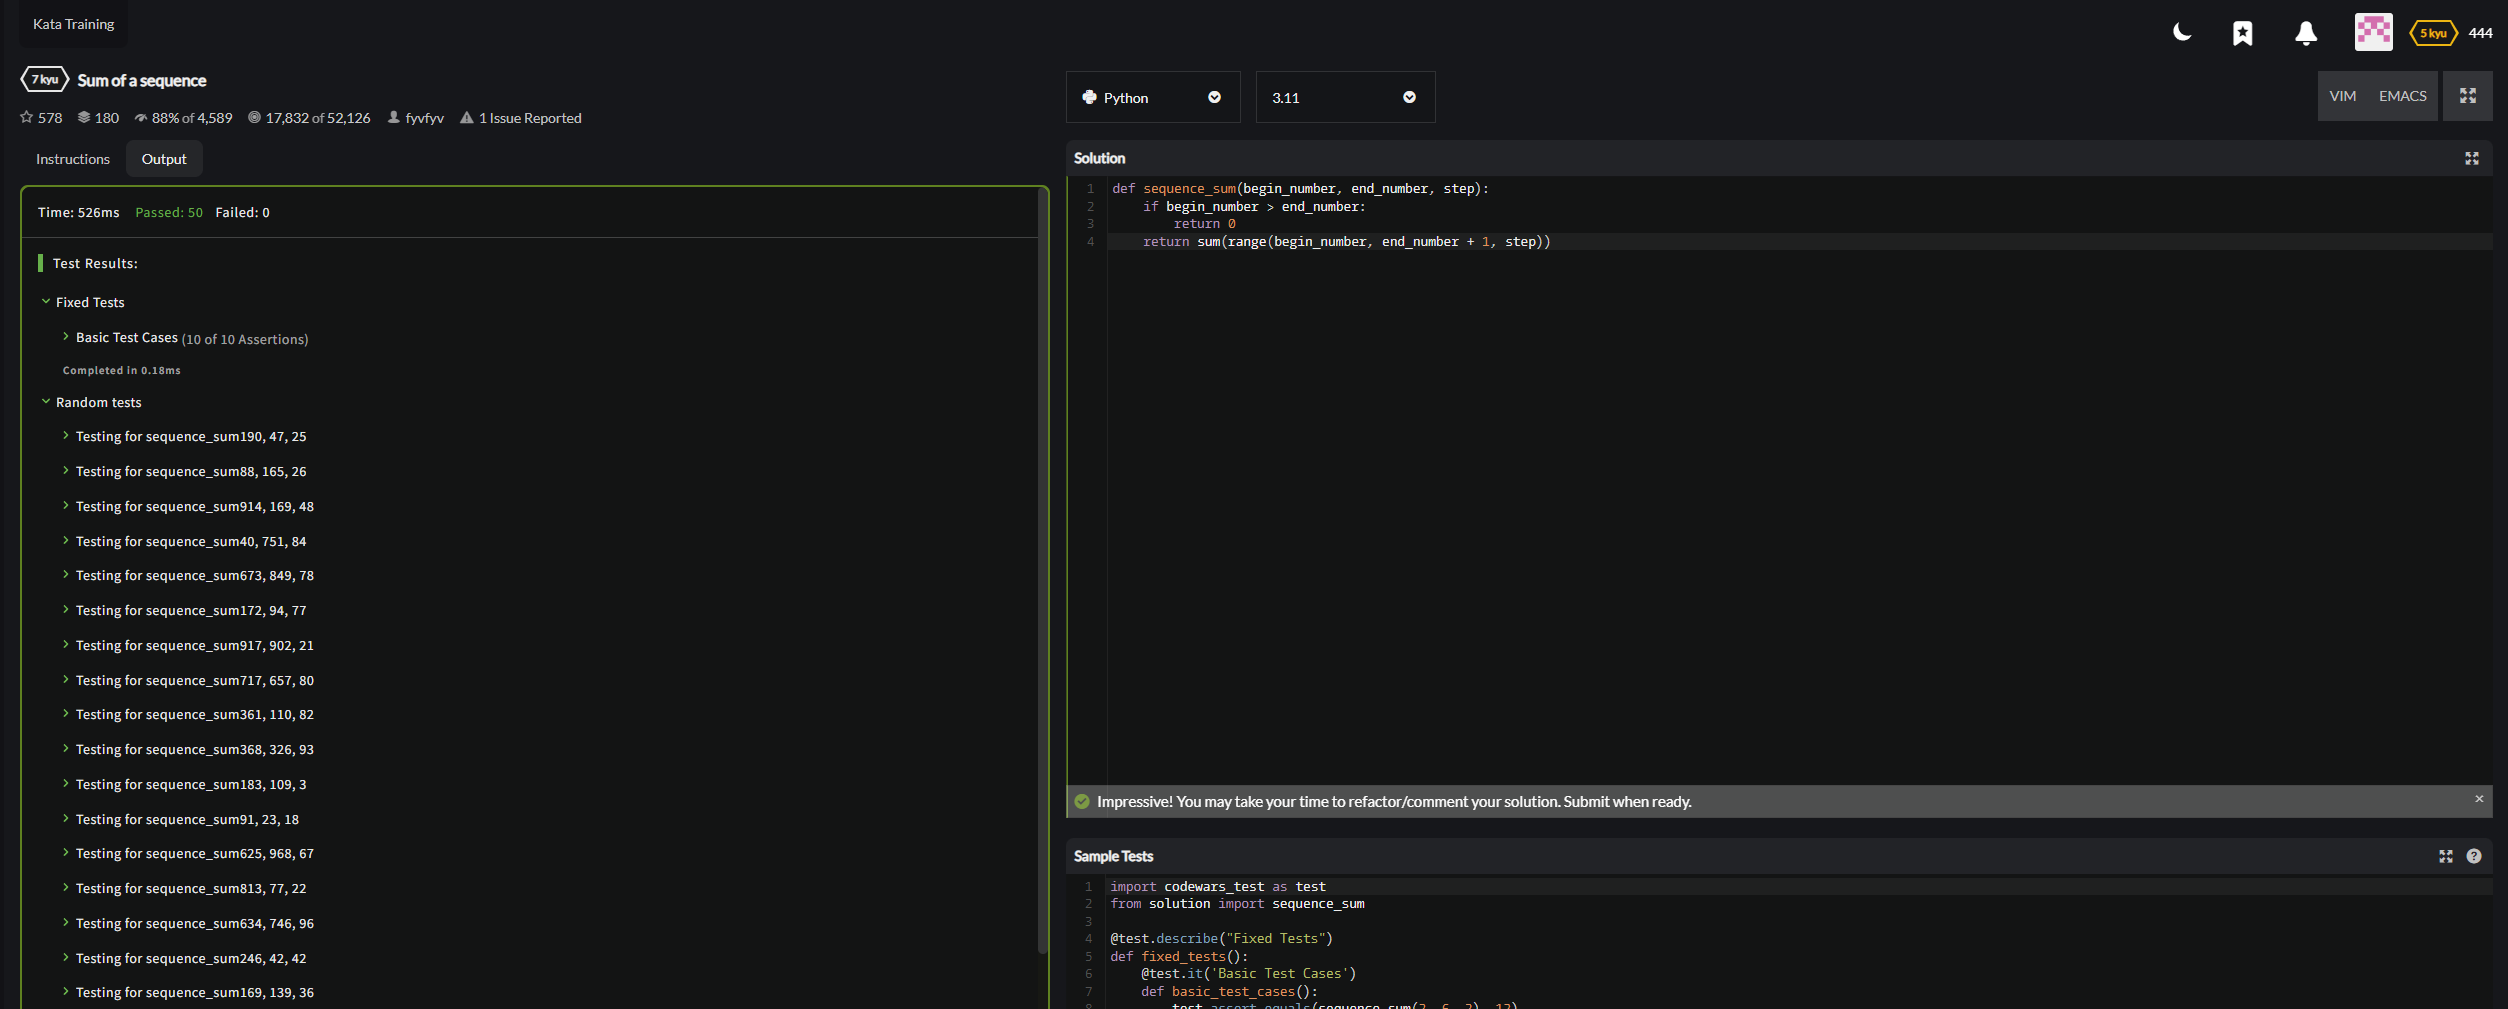 Kata Training
5 kyu 444
7 kyu Sum of a sequence
578 180 88% of 4,589 17,832 of 52,126 fyvfyv 1 Issue Reported
Instructions Output
Time: 526ms Passed: 50 Failed: 0
Test Results:
Fixed Tests
Basic Test Cases (10 of 10 Assertions)
Completed in 0.18ms
Random tests
Testing for sequence_sum190, 47, 25
Testing for sequence_sum88, 165, 26
Testing for sequence_sum914, 169, 48
Testing for sequence_sum40, 751, 84
Testing for sequence_sum673, 849, 78
Testing for sequence_sum172, 94, 77
Testing for sequence_sum917, 902, 21
Testing for sequence_sum717, 657, 80
Testing for sequence_sum361, 110, 82
Testing for sequence_sum368, 326, 93
Testing for sequence_sum183, 109, 3
Testing for sequence_sum91, 23, 18
Testing for sequence_sum625, 968, 67
Testing for sequence_sum813, 77, 22
Testing for sequence_sum634, 746, 96
Testing for sequence_sum246, 42, 42
Testing for sequence_sum169, 139, 36
Python 3.11 VIM EMACS
Solution
1 def sequence_sum(begin_number, end_number, step):
2     if begin_number > end_number:
3         return 0
4     return sum(range(begin_number, end_number + 1, step))
Impressive! You may take your time to refactor/comment your solution. Submit when ready. ×
Sample Tests ?
1 import codewars_test as test
2 from solution import sequence_sum
3
4 @test.describe("Fixed Tests")
5 def fixed_tests():
6     @test.it('Basic Test Cases')
7     def basic_test_cases():
8         test.assert_equals(sequence_sum(2, 6, 2), 12)